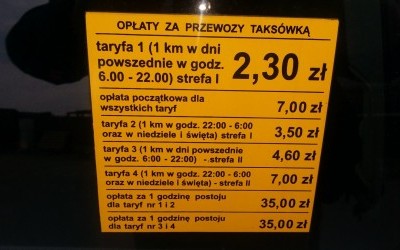 OPŁATY ZA PRZEWOZY TAKSÓWKĄ
taryfa 1 (1 km w dni
powszednie w godz.
6.00 - 22.00) strefa I
2,30 zł
opłata początkowa dla
wszystkich taryf
7,00 zł
taryfa 2 (1 km w godz. 22:00 - 6:00
oraz w niedziele i święta) - strefa I
3,50 zł
taryfa 3 (1 km w dni powszednie
w godz. 6:00 - 22:00) - strefa II
4,60 zł
taryfa 4 (1 km w godz. 22:00 - 6:00
oraz w niedziele i święta) - strefa II
7,00 zł
opłata za 1 godzinę postoju
dla taryf nr 1 i 2
35,00 zł
opłata za 1 godzinę postoju
dla taryf nr 3 i 4
35,00 zł